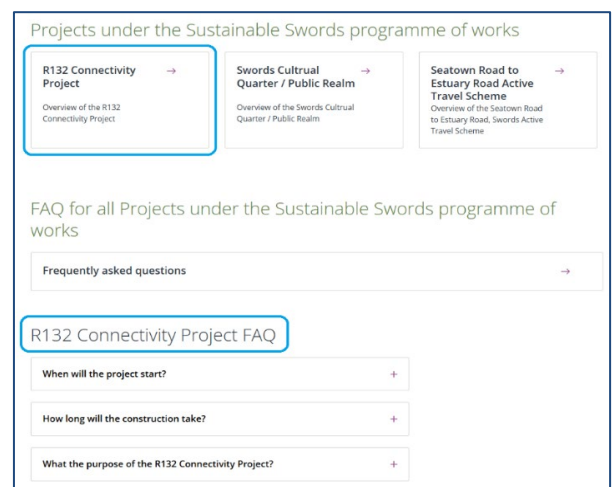 Projects under the Sustainable Swords programme of works
R132 Connectivity
Project
Overview of the R132
Connectivity Project
Swords Cultrual
Quarter / Public Realm
Overview of the Swords Cultrual
Quarter / Public Realm
Seatown Road to
Estuary Road Active
Travel Scheme
Overview of the Seatown Road
to Estuary Road, Swords Active
Travel Scheme
FAQ for all Projects under the Sustainable Swords programme of
works
Frequently asked questions
R132 Connectivity Project FAQ
When will the project start?
How long will the construction take?
What the purpose of the R132 Connectivity Project?